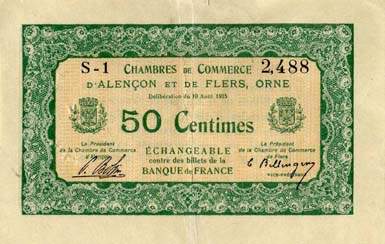 S-1 CHAMBRES DE COMMERCE 2,488
D'ALENÇON ET DE FLERS, ORNE
Délibération du 10 Août 1915
50 Centimes
ÉCHANGEABLE
contre des billets de la
BANQUE DE FRANCE
Le Président
de la Chambre de Commerce
Le Président
de la Chambre de Commerce
de Flers
VICE-PRÉSIDENT